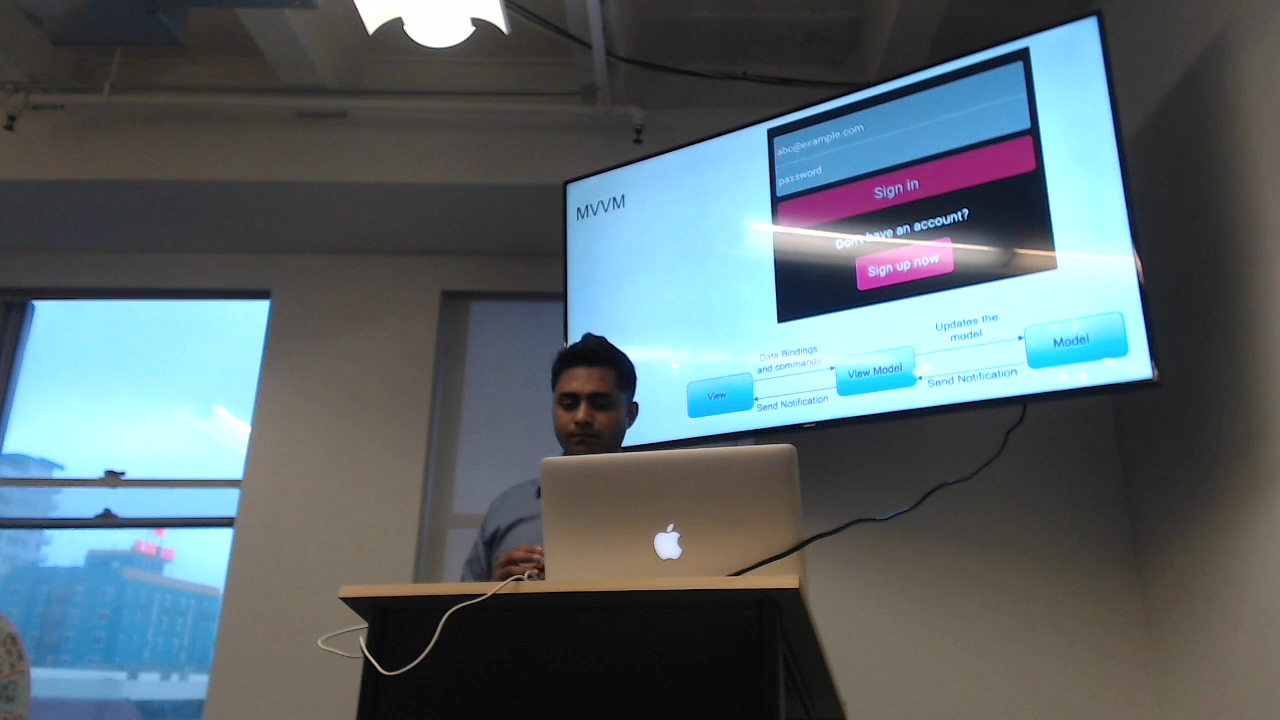 abc@example.com
password
Sign in
MVVM
Don't have an account?
Sign up now
Updates the
model
Model
Data Bindings
and commands
View Model
Send Notification
View
Send Notification